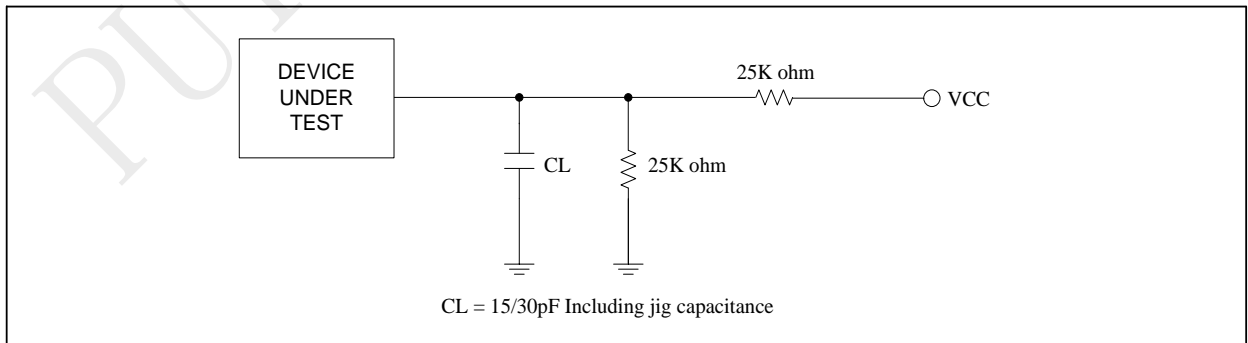 DEVICE
UNDER
TEST
25K ohm
VCC
CL
25K ohm
CL = 15/30pF Including jig capacitance